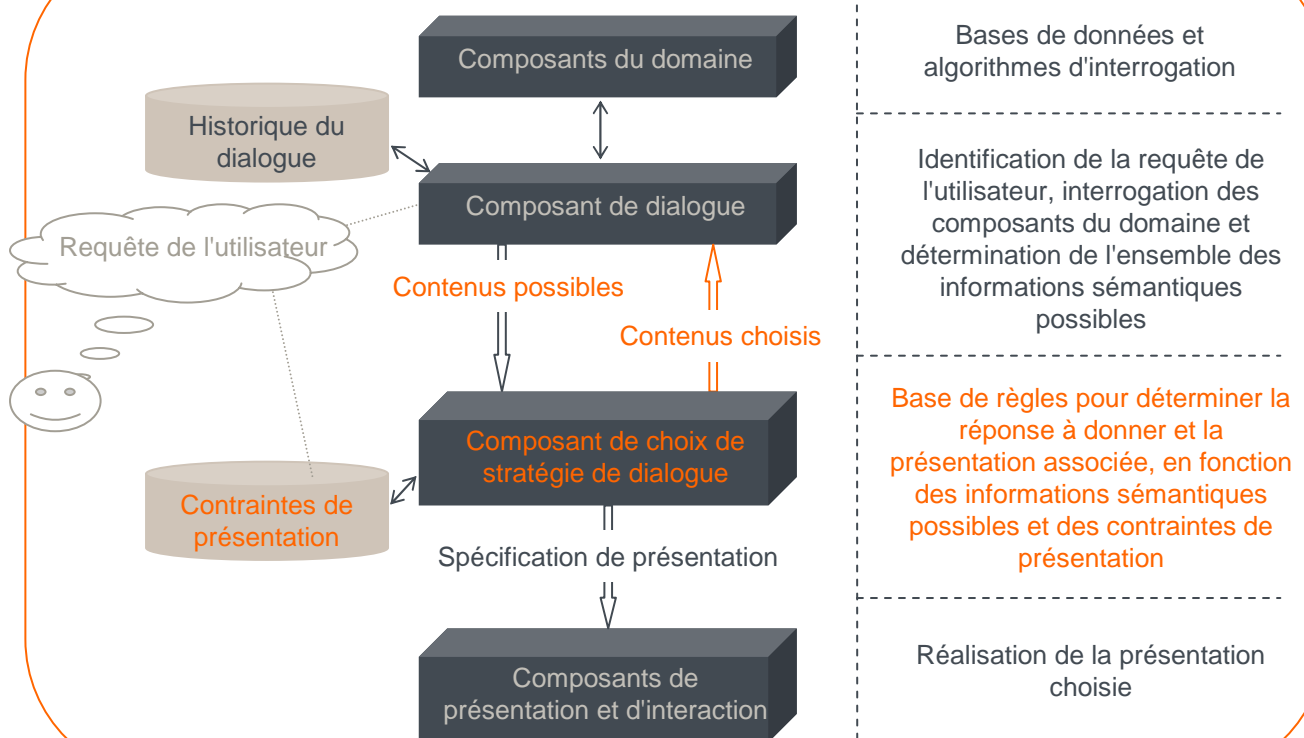 Composants du domaine
Bases de données et
algorithmes d'interrogation
Historique du
dialogue
Composant de dialogue
Identification de la requête de
l'utilisateur, interrogation des
composants du domaine et
détermination de l'ensemble des
informations sémantiques
possibles
Requête de l'utilisateur
Contenus possibles
Contenus choisis
Composant de choix de
stratégie de dialogue
Base de règles pour déterminer la
réponse à donner et la
présentation associée, en fonction
des informations sémantiques
possibles et des contraintes de
présentation
Contraintes de
présentation
Spécification de présentation
Composants de
présentation et d'interaction
Réalisation de la présentation
choisie